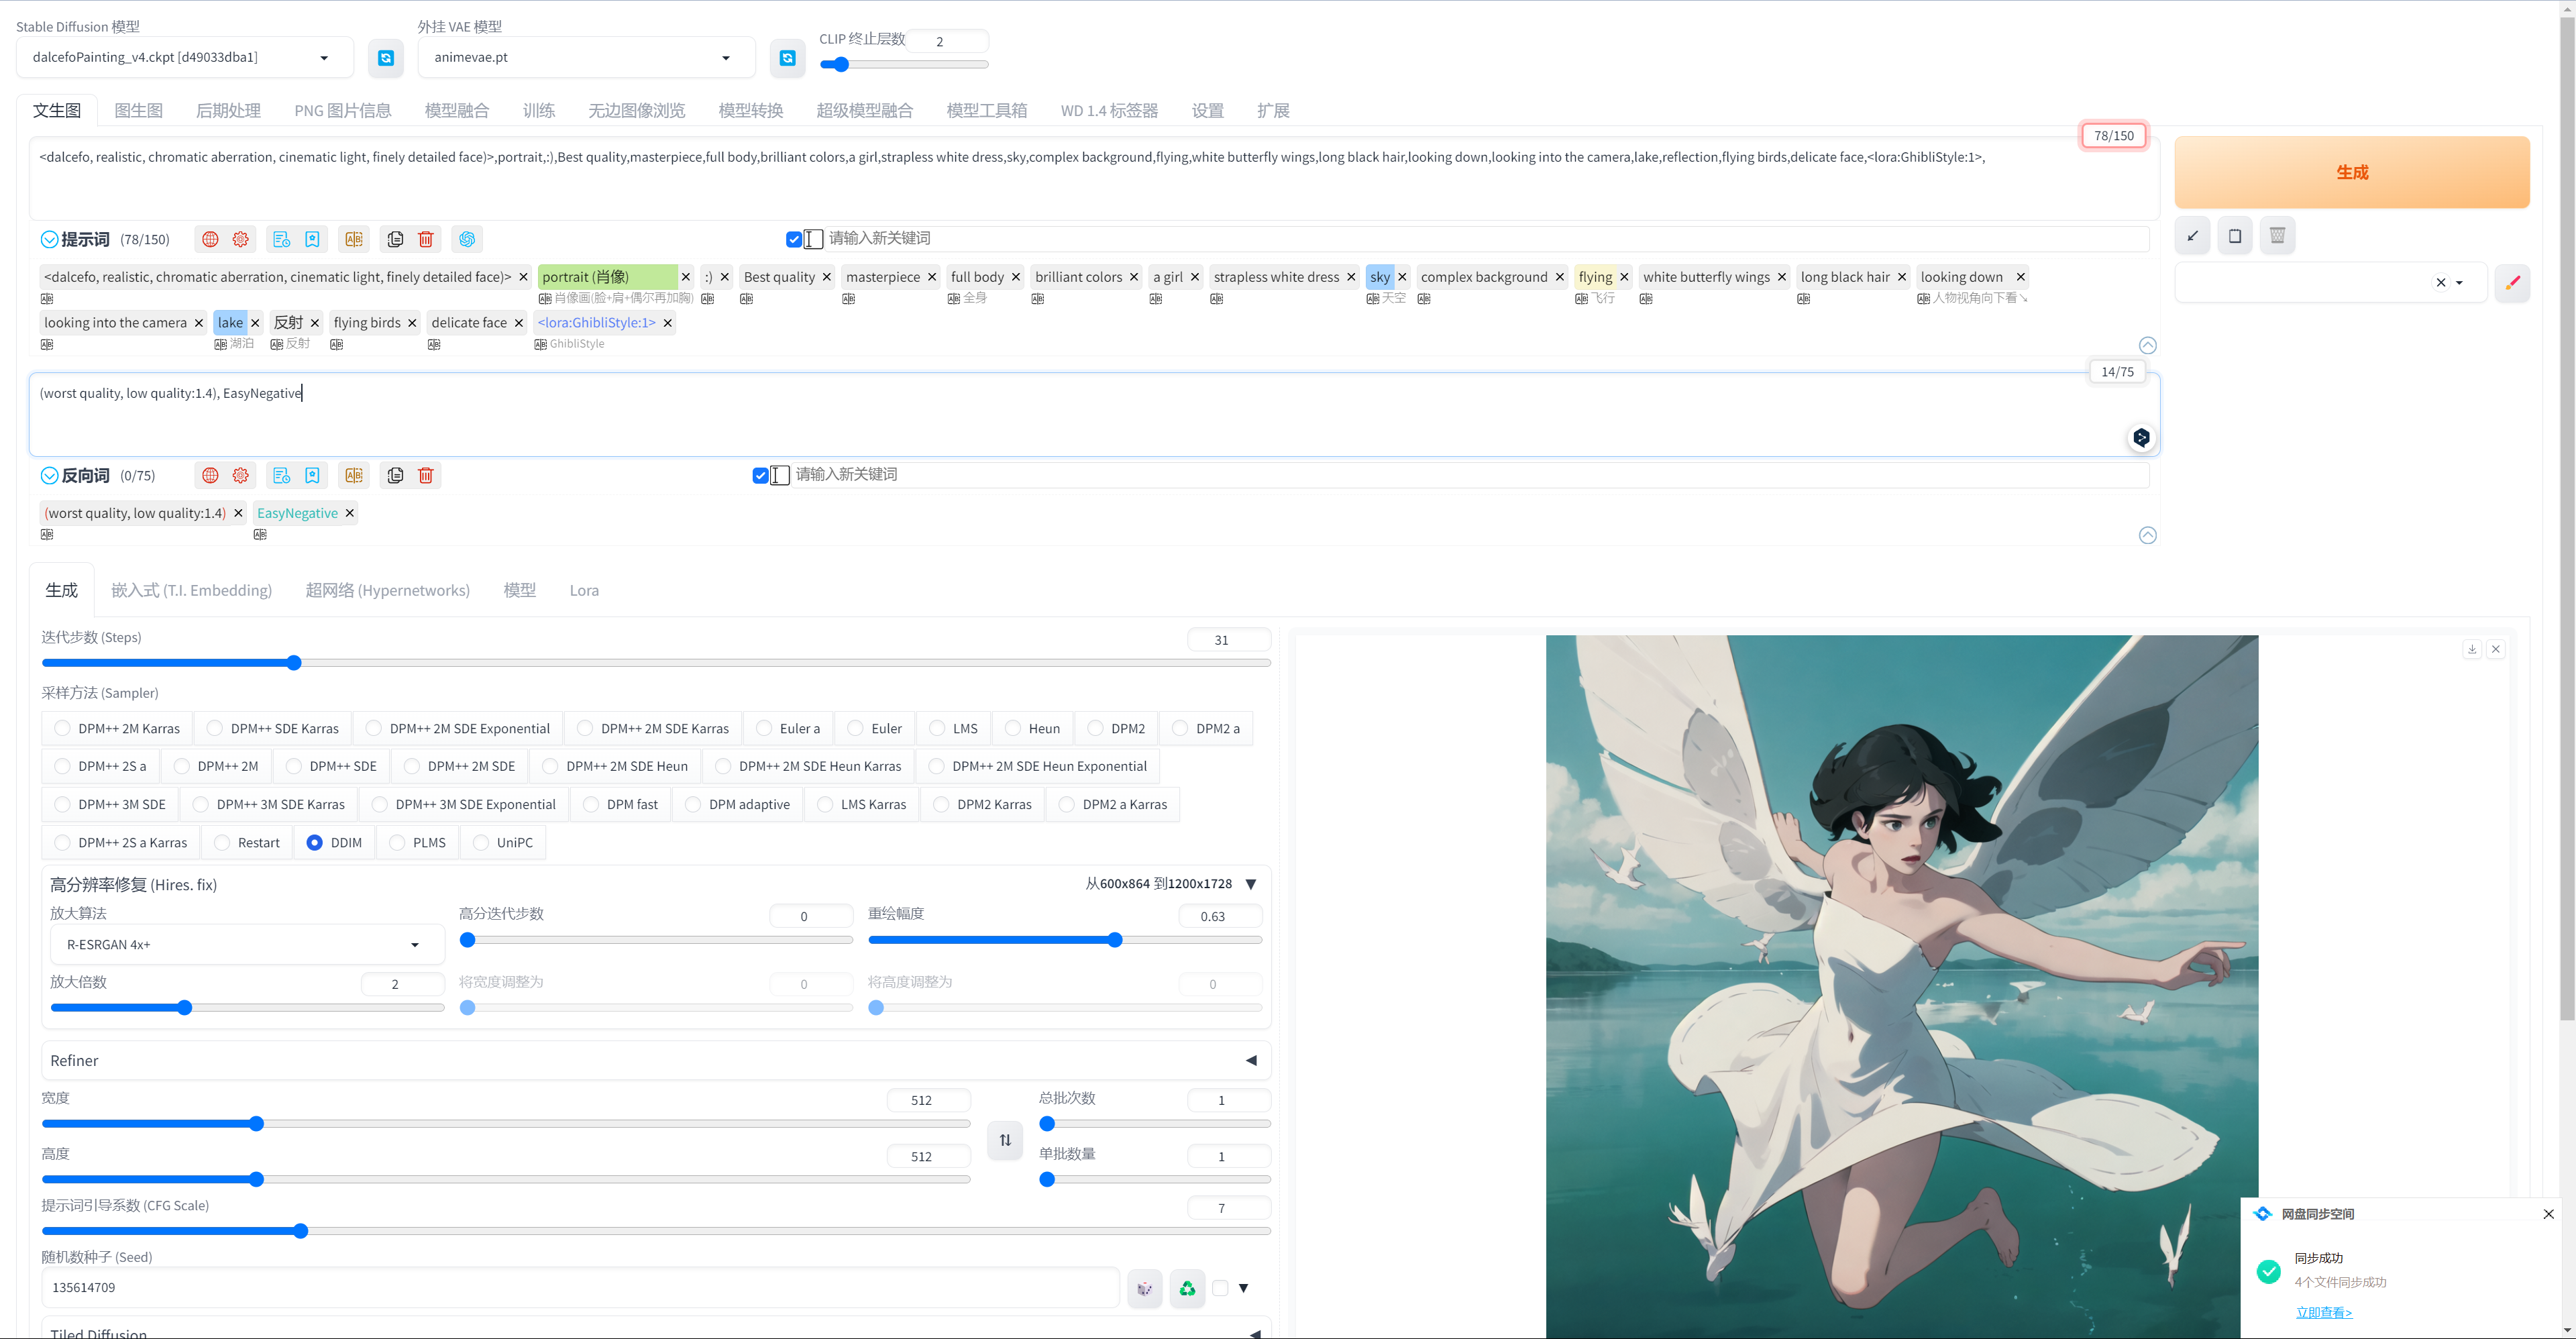 Stable Diffusion 模型
外挂 VAE 模型
CLIP 终止层数 2
dalcefoPainting_v4.ckpt [d49033dba1]
animevae.pt
文生图 图生图 后期处理 PNG 图片信息 模型融合 训练 无边图像浏览 模型转换 超级模型融合 模型工具箱 WD 1.4 标签器 设置 扩展
78/150
<dalcefo, realistic, chromatic aberration, cinematic light, finely detailed face)>,portrait,:),Best quality,masterpiece,full body,brilliant colors,a girl,strapless white dress,sky,complex background,flying,white butterfly wings,long black hair,looking down,looking into the camera,lake,reflection,flying birds,delicate face,<lora:GhibliStyle:1>,
生成
提示词 (78/150) 请输入新关键词
<dalcefo, realistic, chromatic aberration, cinematic light, finely detailed face)> portrait (肖像) :) Best quality masterpiece full body brilliant colors a girl strapless white dress sky complex background flying white butterfly wings long black hair looking down
肖像画(脸+肩+偶尔再加胸) 全身 天空 飞行 人物视角向下看↘
looking into the camera lake 反射 flying birds delicate face <lora:GhibliStyle:1>
湖泊 反射 GhibliStyle
14/75
(worst quality, low quality:1.4), EasyNegative
反向词 (0/75) 请输入新关键词
(worst quality, low quality:1.4) EasyNegative
生成 嵌入式 (T.I. Embedding) 超网络 (Hypernetworks) 模型 Lora
迭代步数 (Steps) 31
采样方法 (Sampler)
DPM++ 2M Karras DPM++ SDE Karras DPM++ 2M SDE Exponential DPM++ 2M SDE Karras Euler a Euler LMS Heun DPM2 DPM2 a
DPM++ 2S a DPM++ 2M DPM++ SDE DPM++ 2M SDE DPM++ 2M SDE Heun DPM++ 2M SDE Heun Karras DPM++ 2M SDE Heun Exponential
DPM++ 3M SDE DPM++ 3M SDE Karras DPM++ 3M SDE Exponential DPM fast DPM adaptive LMS Karras DPM2 Karras DPM2 a Karras
DPM++ 2S a Karras Restart DDIM PLMS UniPC
高分辨率修复 (Hires. fix) 从600x864 到1200x1728
放大算法 高分迭代步数 0 重绘幅度 0.63
R-ESRGAN 4x+
放大倍数 2 将宽度调整为 0 将高度调整为 0
Refiner
宽度 512 总批次数 1
高度 512 单批数量 1
提示词引导系数 (CFG Scale) 7
随机数种子 (Seed)
135614709
Tiled Diffusion
网盘同步空间
同步成功
4个文件同步成功
立即查看>